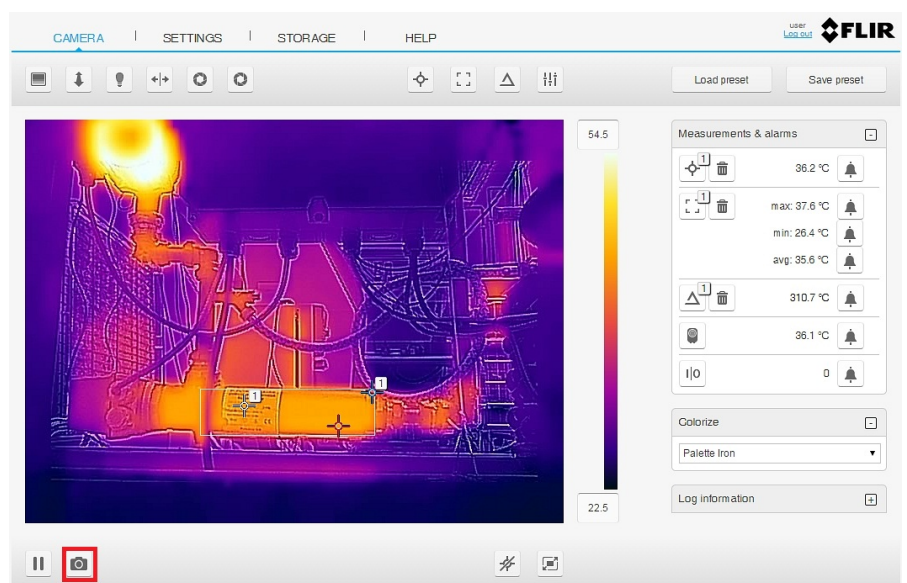 CAMERA
SETTINGS
STORAGE
HELP
user
Log out
FLIR
Load preset
Save preset
54.5
22.5
1
1
Measurements & alarms
1
36.2 °C
1
max: 37.6 °C
min: 26.4 °C
avg: 35.6 °C
1
310.7 °C
36.1 °C
I|O
0
Colorize
Palette Iron
Log information